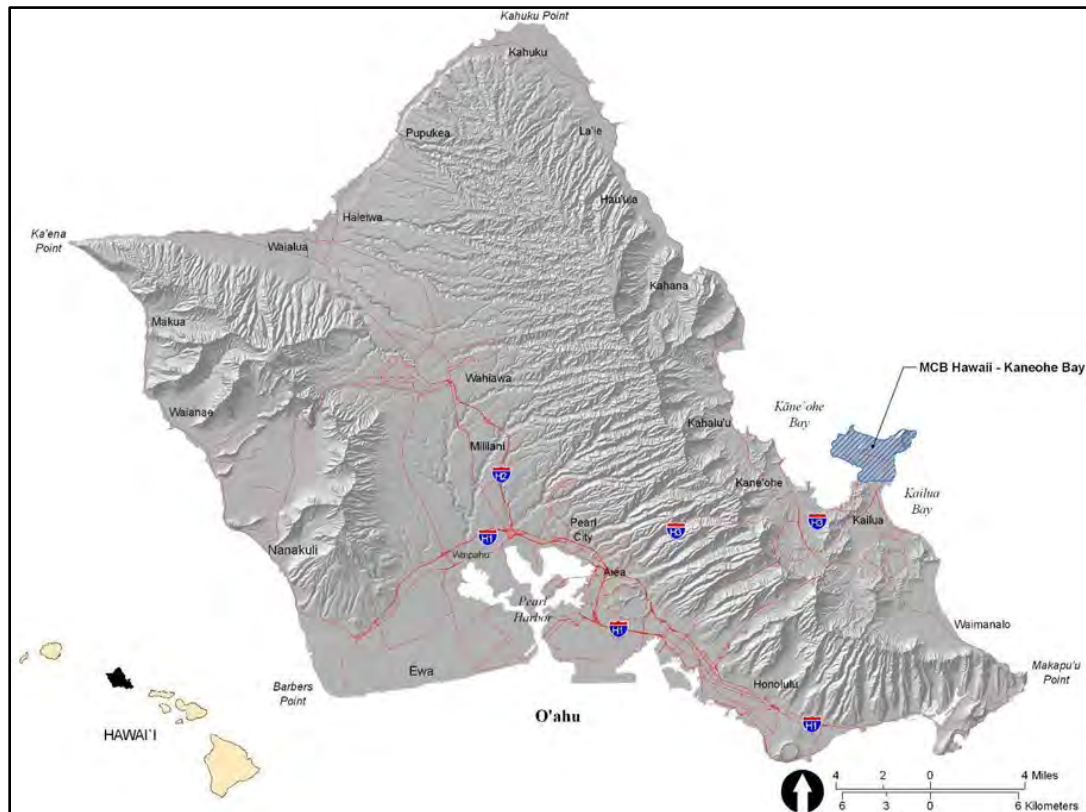 Kahuku Point
Kahuku
Pupukea
La'ie
Hau'ula
Haleiwa
Ka'ena
Point
Waialua
Kahana
Makua
MCB Hawaii - Kaneohe Bay
Wahiawa
Waianae
Kāne`ohe
Bay
Kahalu'u
Mililani
H2
Kane'ohe
Kailua
Bay
Pearl
City
H3
H3
Kailua
H1
Nanakuli
Waipahu
Aiea
Pearl
Harbor
H1
Waimanalo
Ewa
Makapu'u
Point
Barbers
Point
Honolulu
O'ahu
H1
HAWAI`I
4 2 0 4 Miles
6 3 0 6 Kilometers